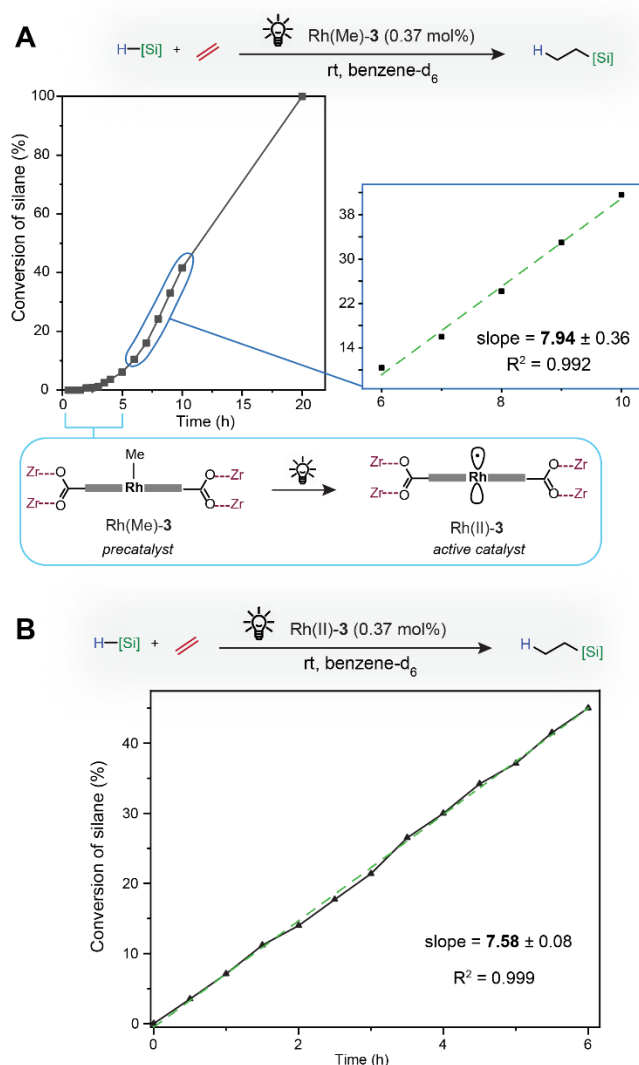 A
H–[Si] +
Rh(Me)-3 (0.37 mol%)
rt, benzene-d6
H
[Si]
Conversion of silane (%)
100
80
60
40
20
0
0
5
10
15
20
Time (h)
38
30
22
14
6
7
8
9
10
slope = 7.94 ± 0.36
R² = 0.992
Zr
O
O
Zr
Me
Rh
O
O
Zr
Zr
Rh(Me)-3
precatalyst
Zr
O
O
Zr
Rh
O
O
Zr
Zr
Rh(II)-3
active catalyst
B
H–[Si] +
Rh(II)-3 (0.37 mol%)
rt, benzene-d6
H
[Si]
Conversion of silane (%)
40
30
20
10
0
0
2
4
6
Time (h)
slope = 7.58 ± 0.08
R² = 0.999